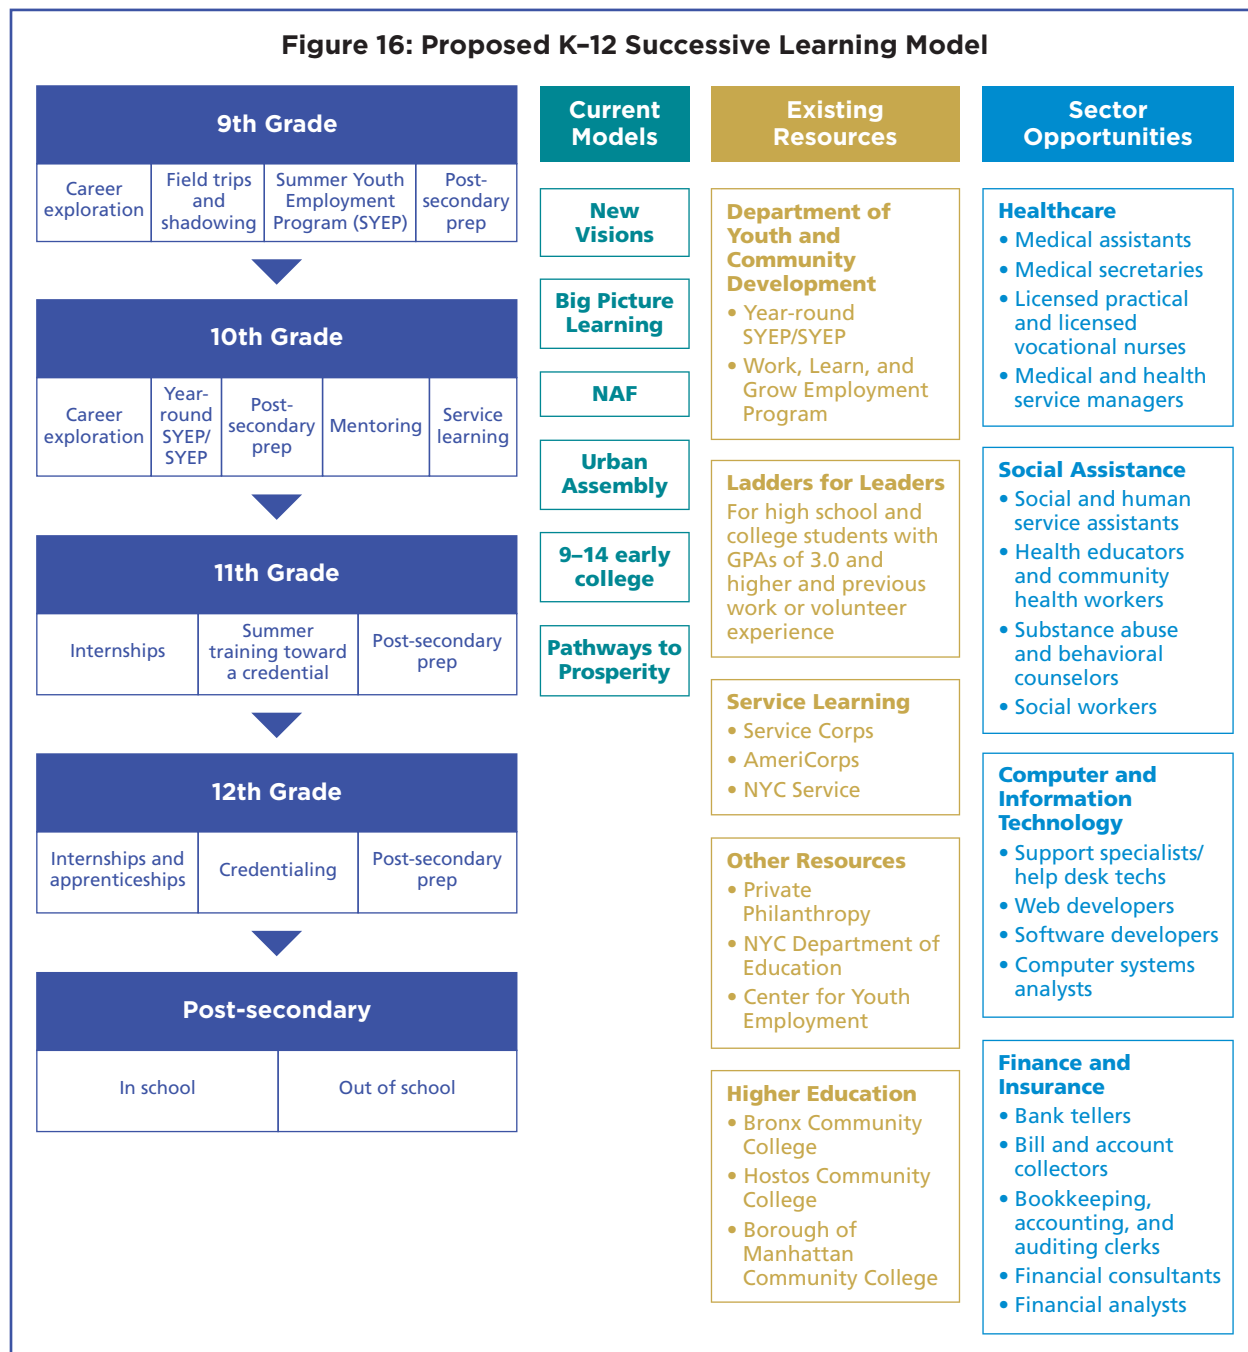 Figure 16: Proposed K–12 Successive Learning Model
9th Grade
Career
exploration
Field trips
and
shadowing
Summer Youth
Employment
Program (SYEP)
Post-
secondary
prep
10th Grade
Career
exploration
Year-
round
SYEP/
SYEP
Post-
secondary
prep
Mentoring
Service
learning
11th Grade
Internships
Summer
training toward
a credential
Post-secondary
prep
12th Grade
Internships and
apprenticeships
Credentialing
Post-secondary
prep
Post-secondary
In school
Out of school
Current
Models
New
Visions
Big Picture
Learning
NAF
Urban
Assembly
9–14 early
college
Pathways to
Prosperity
Existing
Resources
Department of
Youth and
Community
Development
• Year-round
SYEP/SYEP
• Work, Learn, and
Grow Employment
Program
Ladders for Leaders
For high school and
college students with
GPAs of 3.0 and
higher and previous
work or volunteer
experience
Service Learning
• Service Corps
• AmeriCorps
• NYC Service
Other Resources
• Private
Philanthropy
• NYC Department of
Education
• Center for Youth
Employment
Higher Education
• Bronx Community
College
• Hostos Community
College
• Borough of
Manhattan
Community College
Sector
Opportunities
Healthcare
• Medical assistants
• Medical secretaries
• Licensed practical
and licensed
vocational nurses
• Medical and health
service managers
Social Assistance
• Social and human
service assistants
• Health educators
and community
health workers
• Substance abuse
and behavioral
counselors
• Social workers
Computer and
Information
Technology
• Support specialists/
help desk techs
• Web developers
• Software developers
• Computer systems
analysts
Finance and
Insurance
• Bank tellers
• Bill and account
collectors
• Bookkeeping,
accounting, and
auditing clerks
• Financial consultants
• Financial analysts